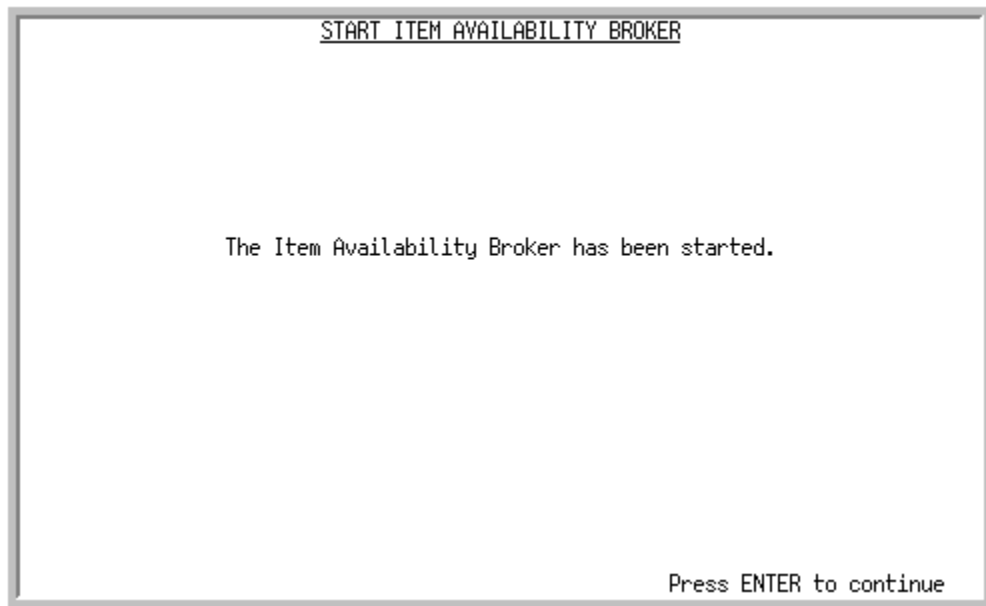 START ITEM AVAILABILITY BROKER
The Item Availability Broker has been started.
Press ENTER to continue